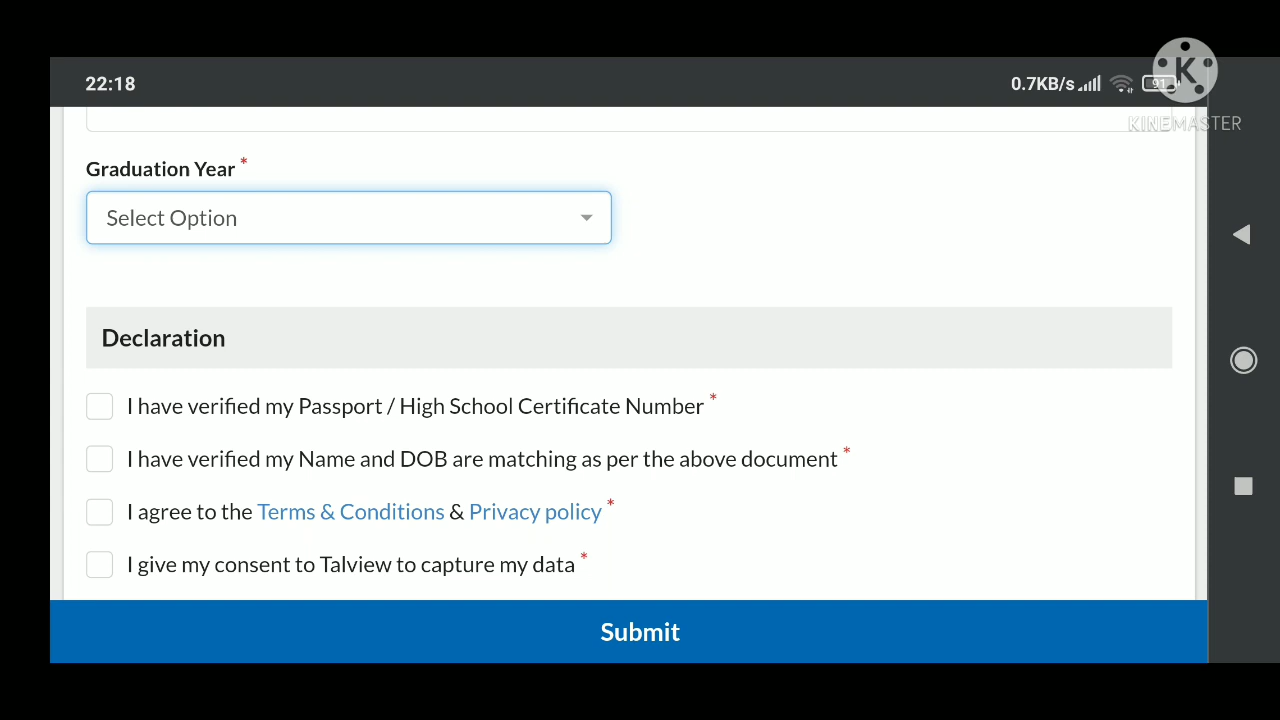 22:18
0.7KB/s
91
K
KINEMASTER
Graduation Year *
Select Option
Declaration
I have verified my Passport / High School Certificate Number *
I have verified my Name and DOB are matching as per the above document *
I agree to the Terms & Conditions & Privacy policy *
I give my consent to Talview to capture my data *
Submit